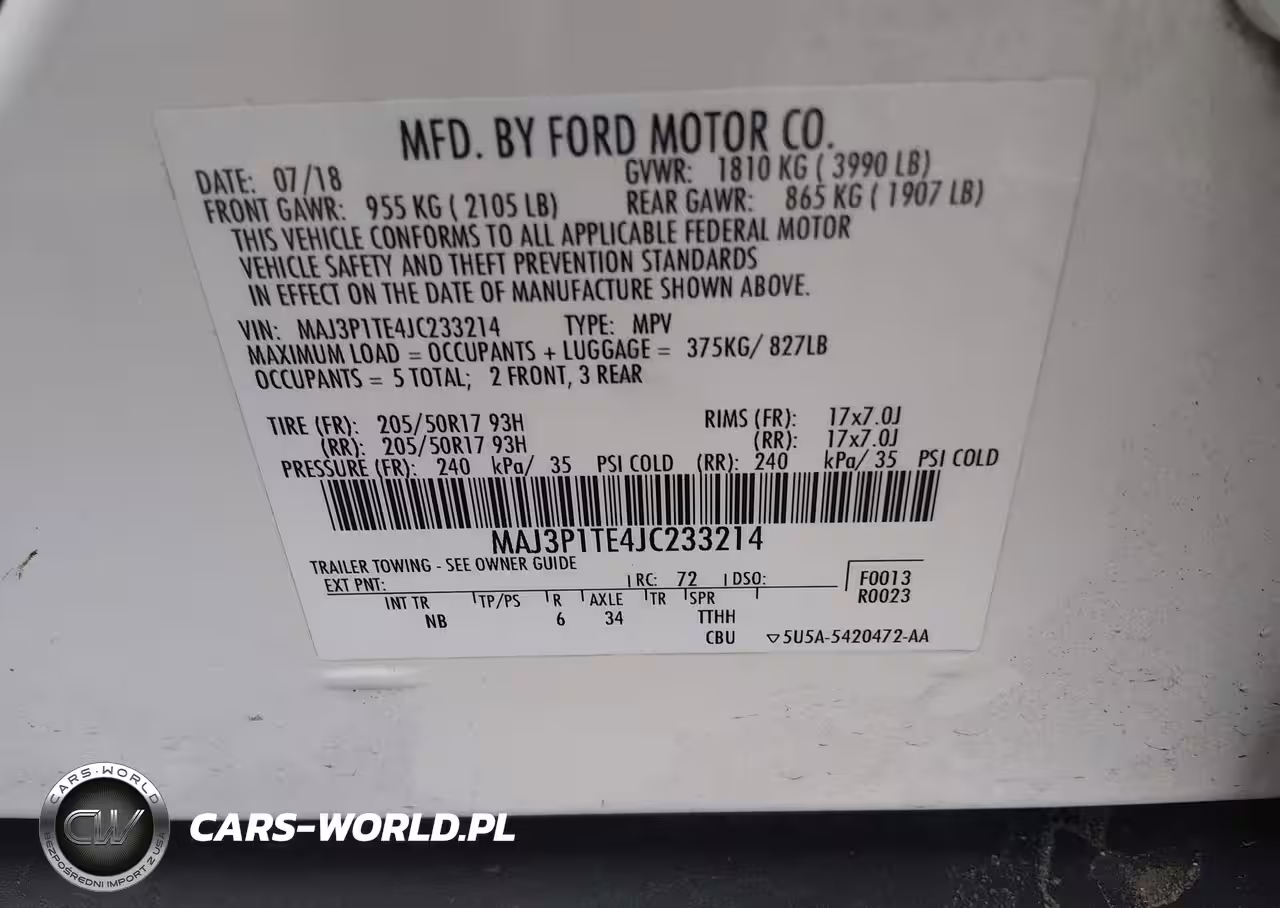 MFD. BY FORD MOTOR CO.
DATE: 07/18 GVWR: 1810 KG ( 3990 LB)
FRONT GAWR: 955 KG ( 2105 LB) REAR GAWR: 865 KG ( 1907 LB)
THIS VEHICLE CONFORMS TO ALL APPLICABLE FEDERAL MOTOR
VEHICLE SAFETY AND THEFT PREVENTION STANDARDS
IN EFFECT ON THE DATE OF MANUFACTURE SHOWN ABOVE.
VIN: MAJ3P1TE4JC233214 TYPE: MPV
MAXIMUM LOAD = OCCUPANTS + LUGGAGE = 375KG/ 827LB
OCCUPANTS = 5 TOTAL; 2 FRONT, 3 REAR
TIRE (FR): 205/50R17 93H RIMS (FR): 17x7.0J
(RR): 205/50R17 93H (RR): 17x7.0J
PRESSURE (FR): 240 kPa/ 35 PSI COLD (RR): 240 kPa/ 35 PSI COLD
MAJ3P1TE4JC233214
TRAILER TOWING - SEE OWNER GUIDE
EXT PNT: RC: 72 DSO: F0013
R0023
INT TR TP/PS R AXLE TR SPR
NB 6 34 TTHH
CBU ▽5U5A-5420472-AA
CARS-WORLD
CW
BEZPOŚREDNI IMPORT Z USA
CARS-WORLD.PL